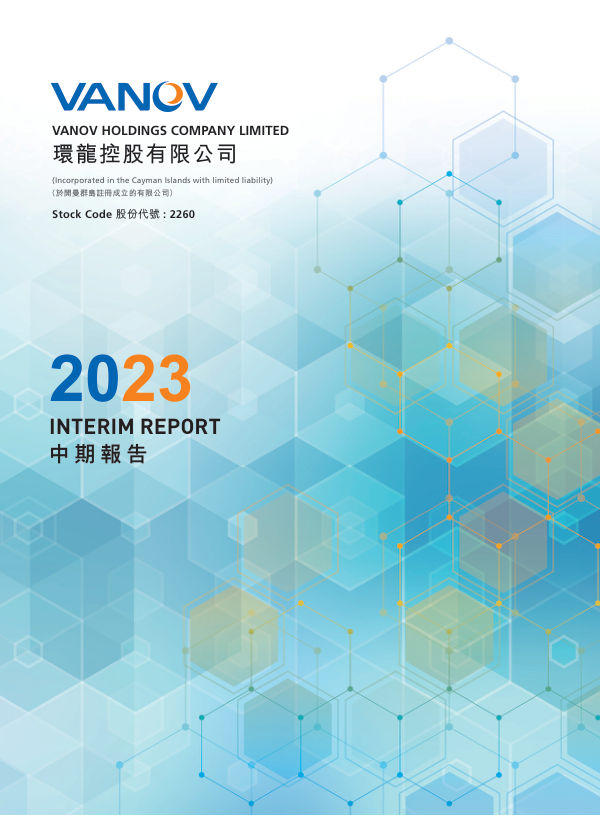 VANOV
VANOV HOLDINGS COMPANY LIMITED
環龍控股有限公司
(Incorporated in the Cayman Islands with limited liability)
(於開曼群島註冊成立的有限公司)
Stock Code 股份代號 : 2260
2023
INTERIM REPORT
中期報告